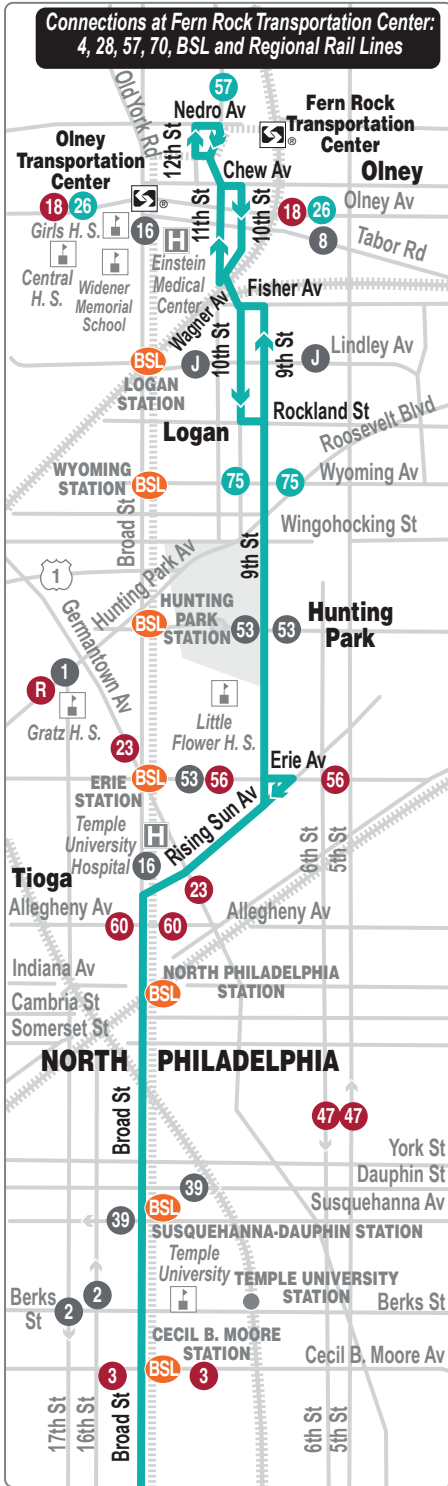 Connections at Fern Rock Transportation Center:
4, 28, 57, 70, BSL and Regional Rail Lines
57
Old York Rd
Nedro Av
12th St
Fern Rock
Transportation
Center
®
Olney
Transportation
Center
Chew Av
Olney
11th St
10th St
18
26
®
18
26
Olney Av
Girls H. S.
16
8
Tabor Rd
Central
H. S.
Widener
Memorial
School
H
Einstein
Medical
Center
Wagner Av
Fisher Av
BSL
J
10th St
9th St
J
Lindley Av
LOGAN
STATION
Logan
Rockland St
Roosevelt Blvd
WYOMING
STATION
BSL
75
75
Wyoming Av
Broad St
Wingohocking St
Hunting Park Av
9th St
1
Germantown Av
HUNTING
PARK
STATION
BSL
53
53
Hunting
Park
R
1
Gratz H. S.
Little
Flower H. S.
23
Erie Av
ERIE
STATION
BSL
53
56
56
Temple
University
Hospital
H
16
Rising Sun Av
6th St
5th St
Tioga
23
Allegheny Av
60
60
Allegheny Av
Indiana Av
NORTH PHILADELPHIA
STATION
BSL
Cambria St
Somerset St
NORTH PHILADELPHIA
Broad St
47
47
York St
Dauphin St
39
Susquehanna Av
39
BSL
SUSQUEHANNA-DAUPHIN STATION
Temple
University
TEMPLE UNIVERSITY
STATION
Berks
St
2
2
Berks St
CECIL B. MOORE
STATION
Cecil B. Moore Av
3
BSL
3
17th St
16th St
Broad St
6th St
5th St